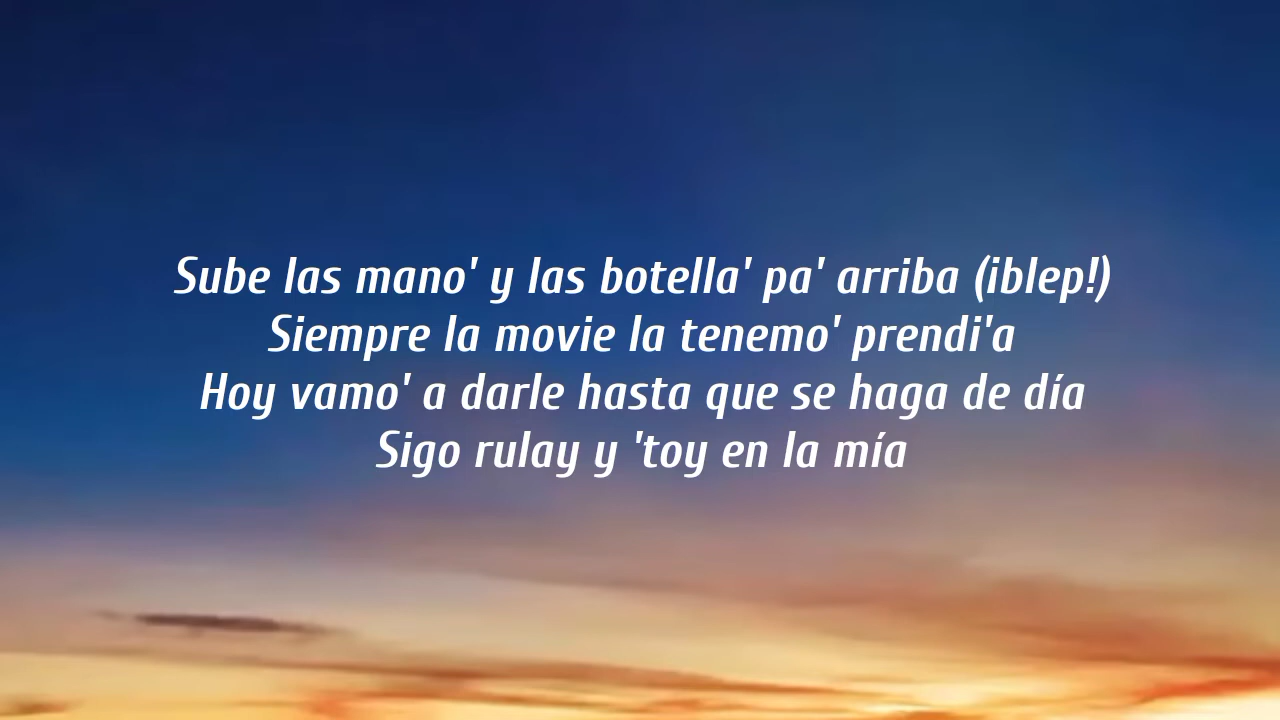 Sube las mano' y las botella' pa' arriba (¡blep!)
Siempre la movie la tenemo' prendi'a
Hoy vamo' a darle hasta que se haga de día
Sigo rulay y 'toy en la mía